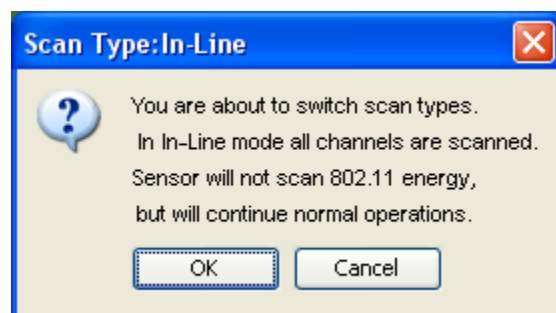 Scan Type:In-Line
You are about to switch scan types.
In In-Line mode all channels are scanned.
Sensor will not scan 802.11 energy,
but will continue normal operations.
OK
Cancel